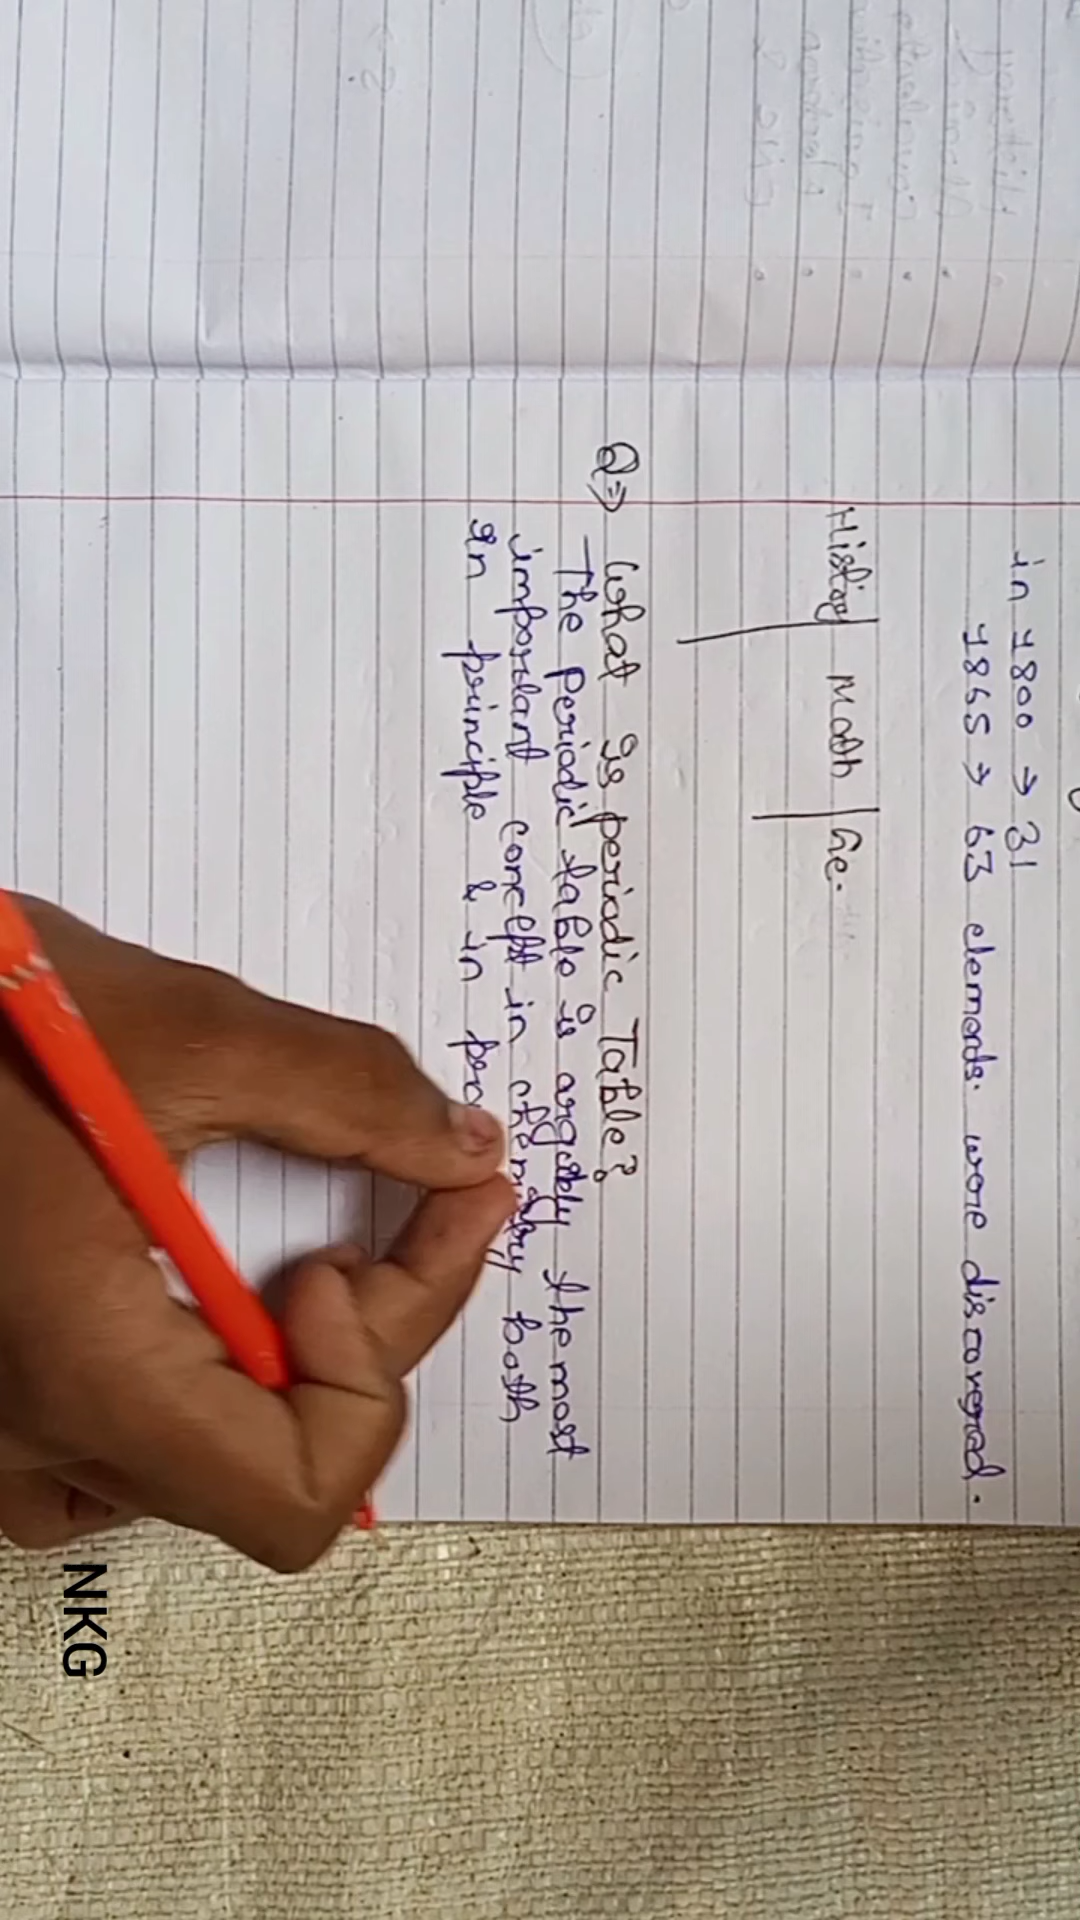 in 1800 → 31
1865 → 63 elements. were discovered.
History Math Ge.
Q⇒ What is periodic Table?
The periodic table is arguably the most
important concept in chemistry both
in principle & in
NKG